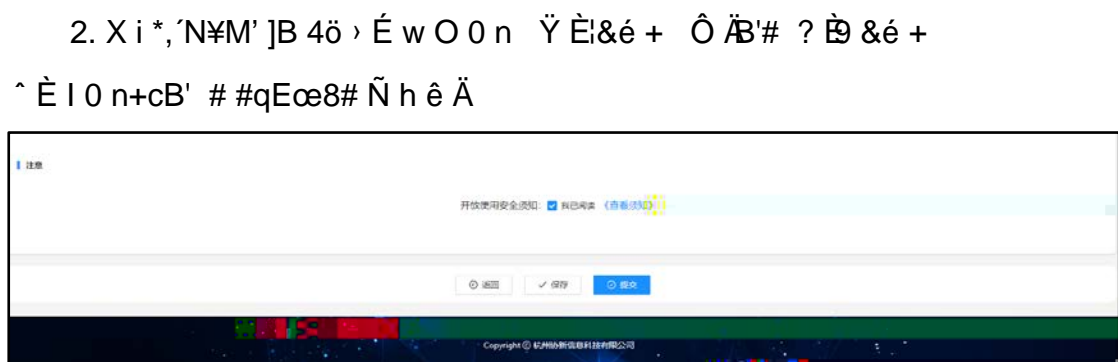 2. X i *,´N¥M' ]B 4ö › É w O 0 n Ÿ È¦&é + Ô ÄB'# ? È9 &é +
ˆ È I 0 n+cB' # #qEœ8# Ñ h ê Ä
注意
开放使用安全须知: 我已阅读 《查看须知》
返回 保存 提交
Copyright © 杭州协新信息科技有限公司